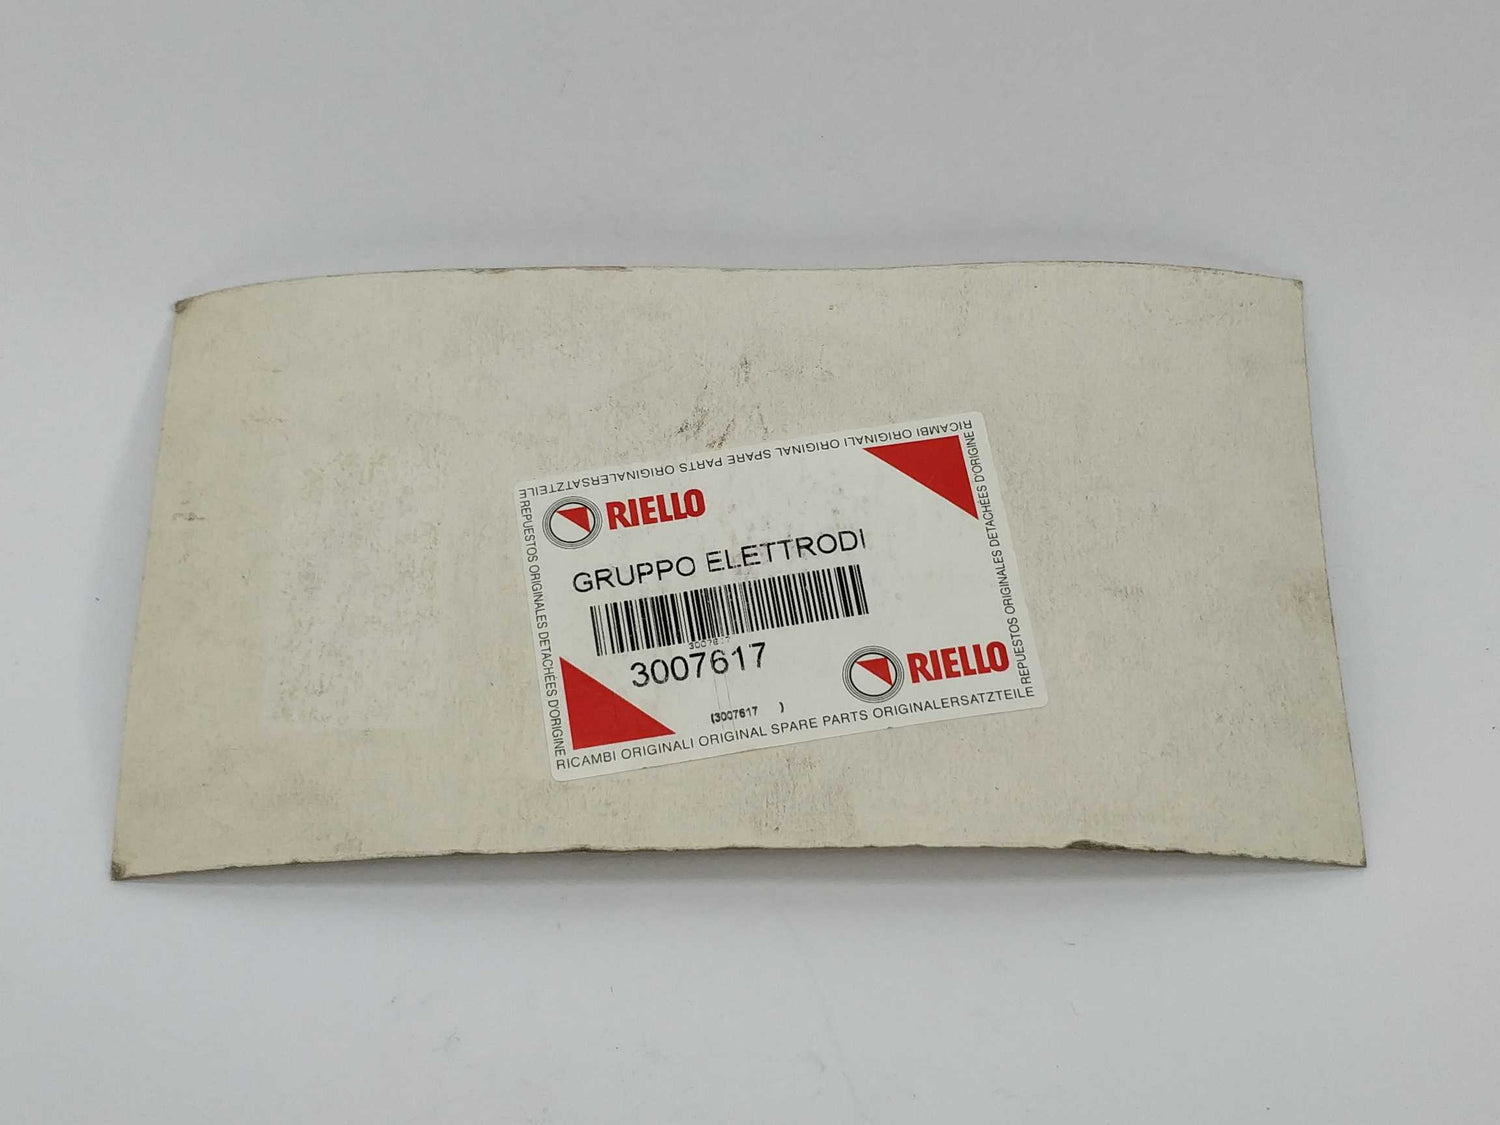 RICAMBI ORIGINALI ORIGINAL SPARE PARTS ORIGINALERSATZTEILE
REPUESTOS ORIGINALES DETACHÉES D'ORIGINE
RIELLO
GRUPPO ELETTRODI
3007617
3007617
(3007617 )
RIELLO
REPUESTOS ORIGINALES DETACHÉES D'ORIGINE
RICAMBI ORIGINALI ORIGINAL SPARE PARTS ORIGINALERSATZTEILE